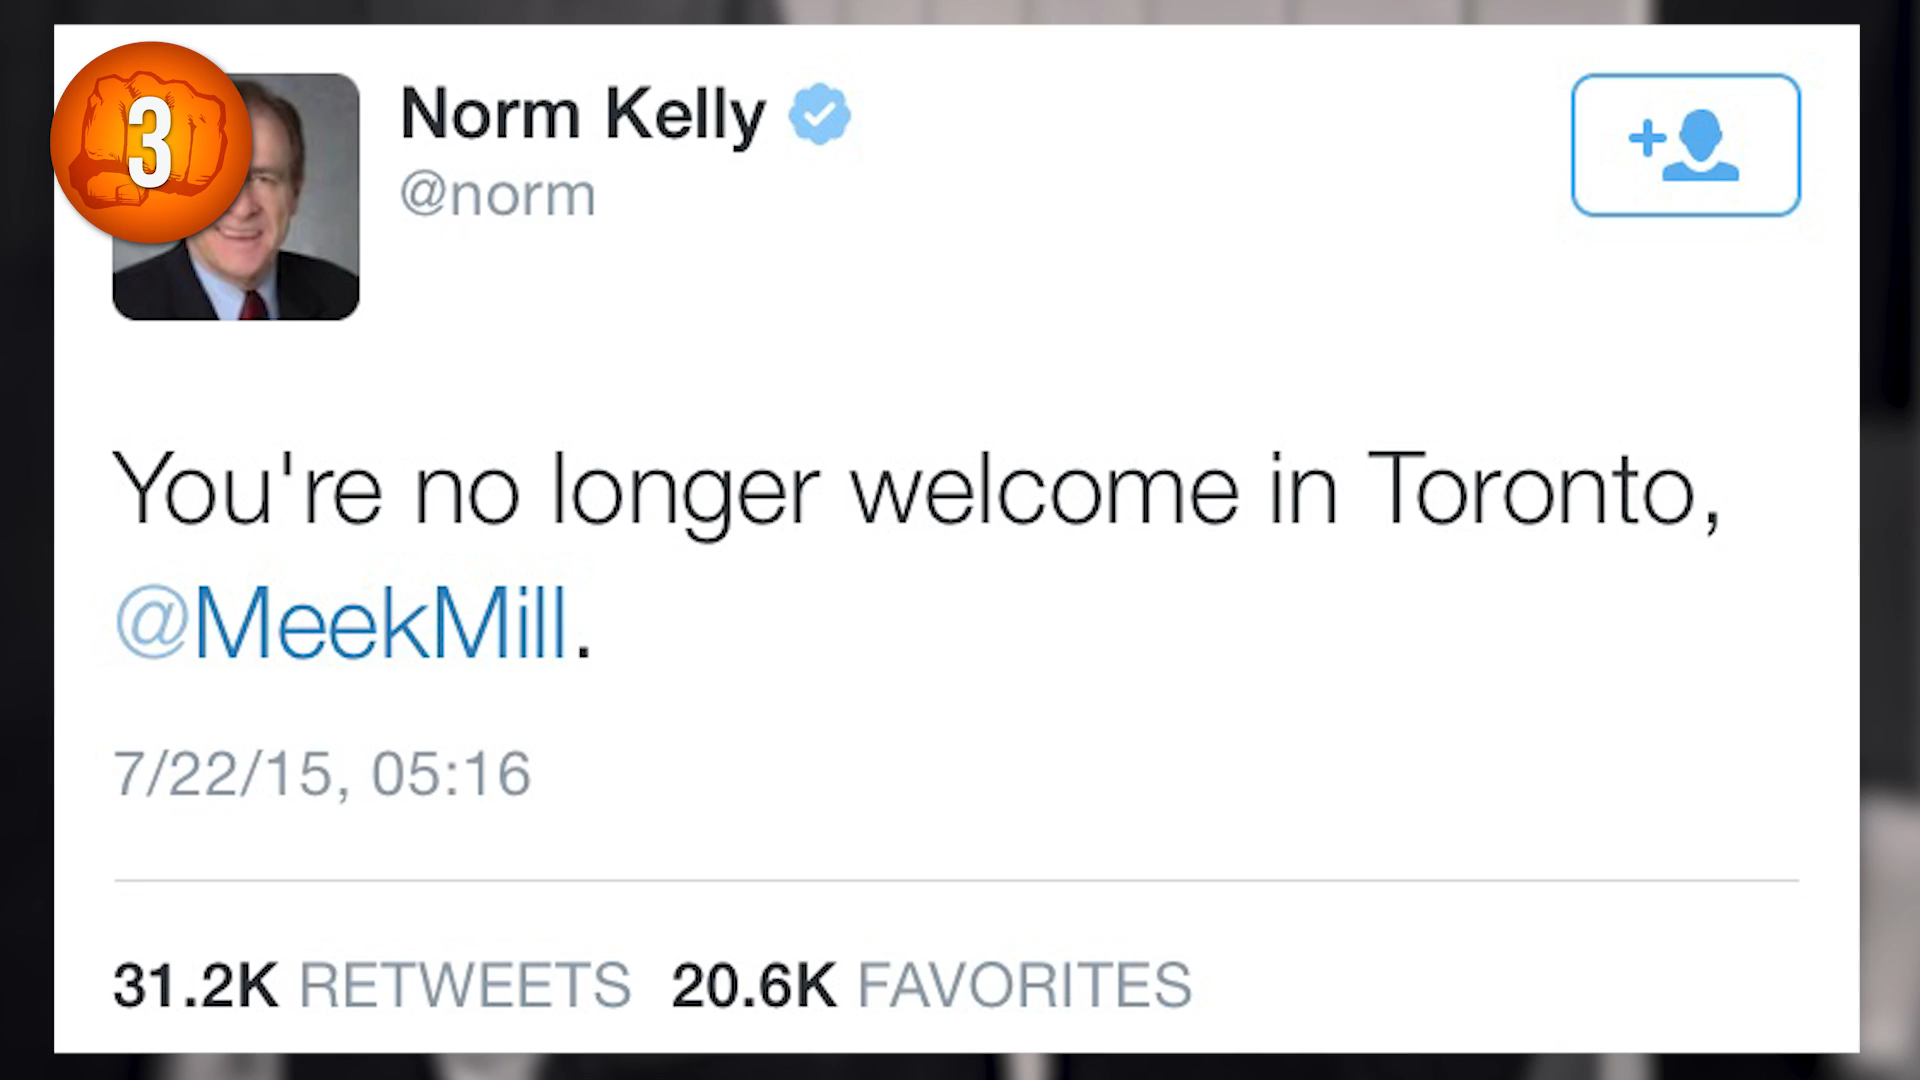 3
Norm Kelly
@norm
You're no longer welcome in Toronto,
@MeekMill.
7/22/15, 05:16
31.2K RETWEETS 20.6K FAVORITES